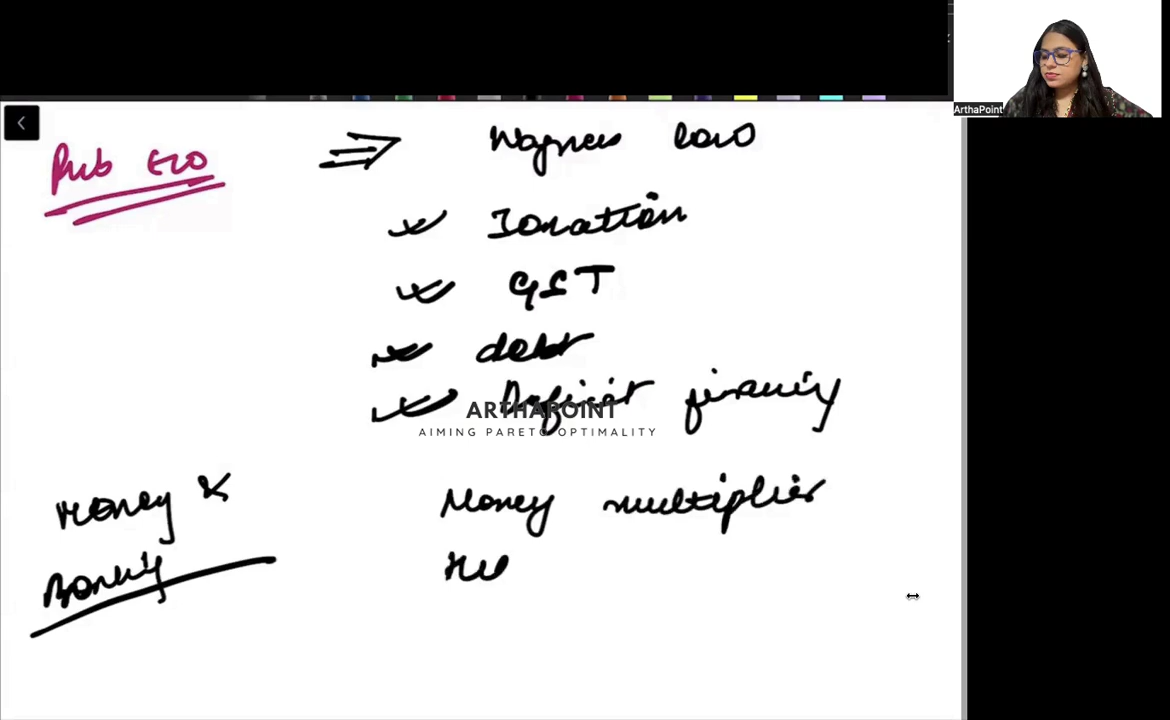 ArthaPoint
Pub ECO
Wagner law
Taxation
GST
debt
Deficit financing
ARTHAPOINT
AIMING PARETO OPTIMALITY
Money &
Banking
Money multiplier